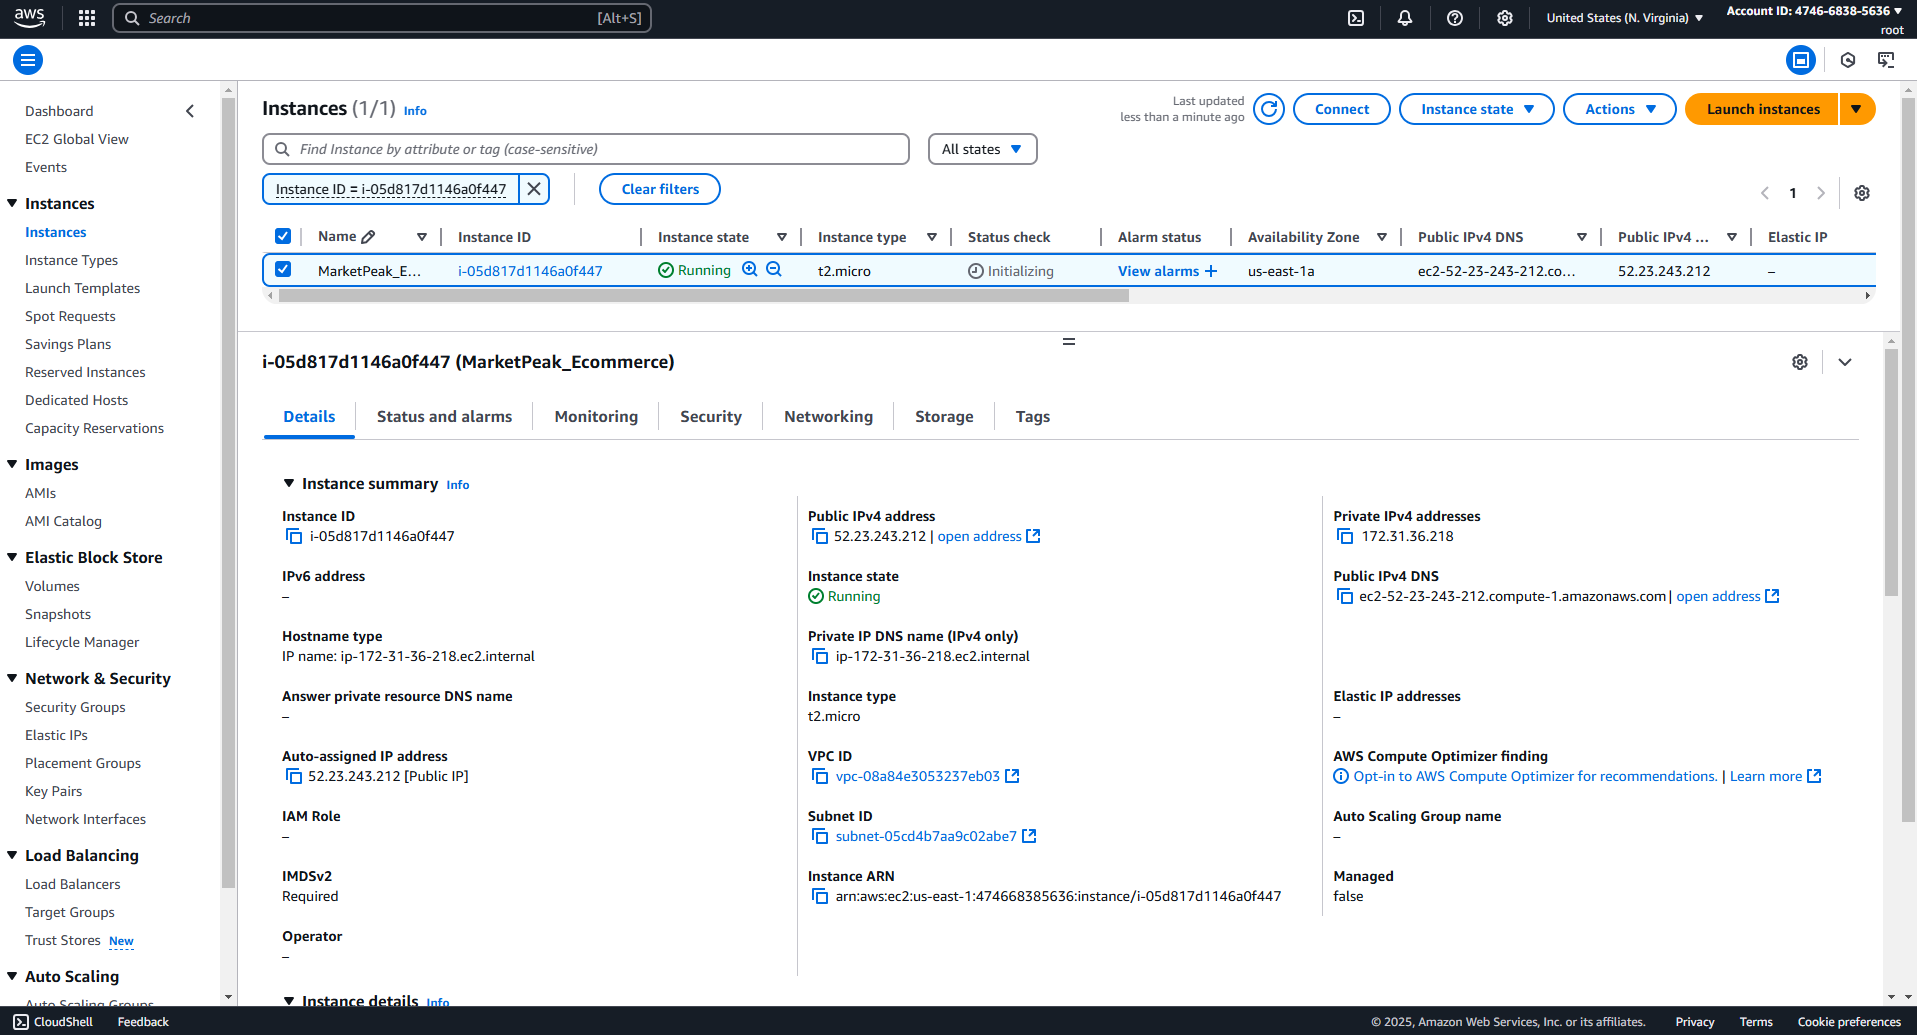 aws
Search [Alt+S]
United States (N. Virginia)
Account ID: 4746-6838-5636
root
Dashboard
EC2 Global View
Events
Instances
Instances
Instance Types
Launch Templates
Spot Requests
Savings Plans
Reserved Instances
Dedicated Hosts
Capacity Reservations
Images
AMIs
AMI Catalog
Elastic Block Store
Volumes
Snapshots
Lifecycle Manager
Network & Security
Security Groups
Elastic IPs
Placement Groups
Key Pairs
Network Interfaces
Load Balancing
Load Balancers
Target Groups
Trust Stores New
Auto Scaling
Auto Scaling Groups
Instances (1/1) Info
Last updated
less than a minute ago
Connect Instance state Actions Launch instances
Find Instance by attribute or tag (case-sensitive)
All states
Instance ID = i-05d817d1146a0f447
Clear filters
1
Name Instance ID Instance state Instance type Status check Alarm status Availability Zone Public IPv4 DNS Public IPv4 ... Elastic IP
MarketPeak_E... i-05d817d1146a0f447 Running t2.micro Initializing View alarms + us-east-1a ec2-52-23-243-212.co... 52.23.243.212 –
i-05d817d1146a0f447 (MarketPeak_Ecommerce)
Details Status and alarms Monitoring Security Networking Storage Tags
Instance summary Info
Instance ID
i-05d817d1146a0f447
IPv6 address
–
Hostname type
IP name: ip-172-31-36-218.ec2.internal
Answer private resource DNS name
–
Auto-assigned IP address
52.23.243.212 [Public IP]
IAM Role
–
IMDSv2
Required
Operator
–
Public IPv4 address
52.23.243.212 | open address
Instance state
Running
Private IP DNS name (IPv4 only)
ip-172-31-36-218.ec2.internal
Instance type
t2.micro
VPC ID
vpc-08a84e3053237eb03
Subnet ID
subnet-05cd4b7aa9c02abe7
Instance ARN
arn:aws:ec2:us-east-1:474668385636:instance/i-05d817d1146a0f447
Private IPv4 addresses
172.31.36.218
Public IPv4 DNS
ec2-52-23-243-212.compute-1.amazonaws.com | open address
Elastic IP addresses
–
AWS Compute Optimizer finding
Opt-in to AWS Compute Optimizer for recommendations. | Learn more
Auto Scaling Group name
–
Managed
false
Instance details Info
CloudShell Feedback
© 2025, Amazon Web Services, Inc. or its affiliates. Privacy Terms Cookie preferences